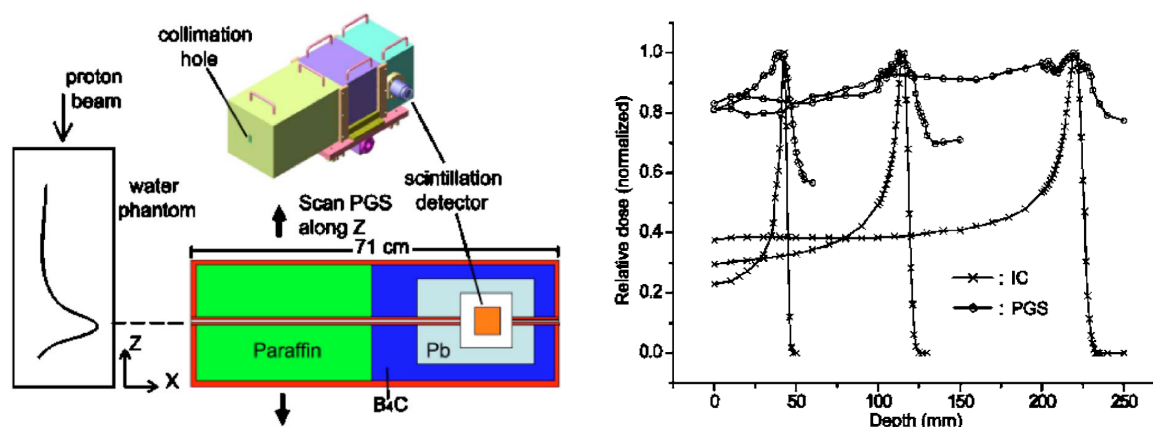 collimation
hole
proton
beam
water
phantom
scintillation
detector
Scan PGS
along Z
71 cm
Paraffin
Pb
B4C
Z
X
Relative dose (normalized)
1.0
0.8
0.6
0.4
0.2
0.0
: IC
: PGS
0
50
100
150
200
250
Depth (mm)